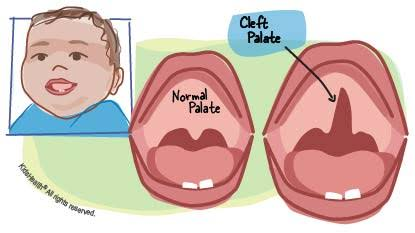 Cleft
Palate
Normal
Palate
KidsHealth® All rights reserved.